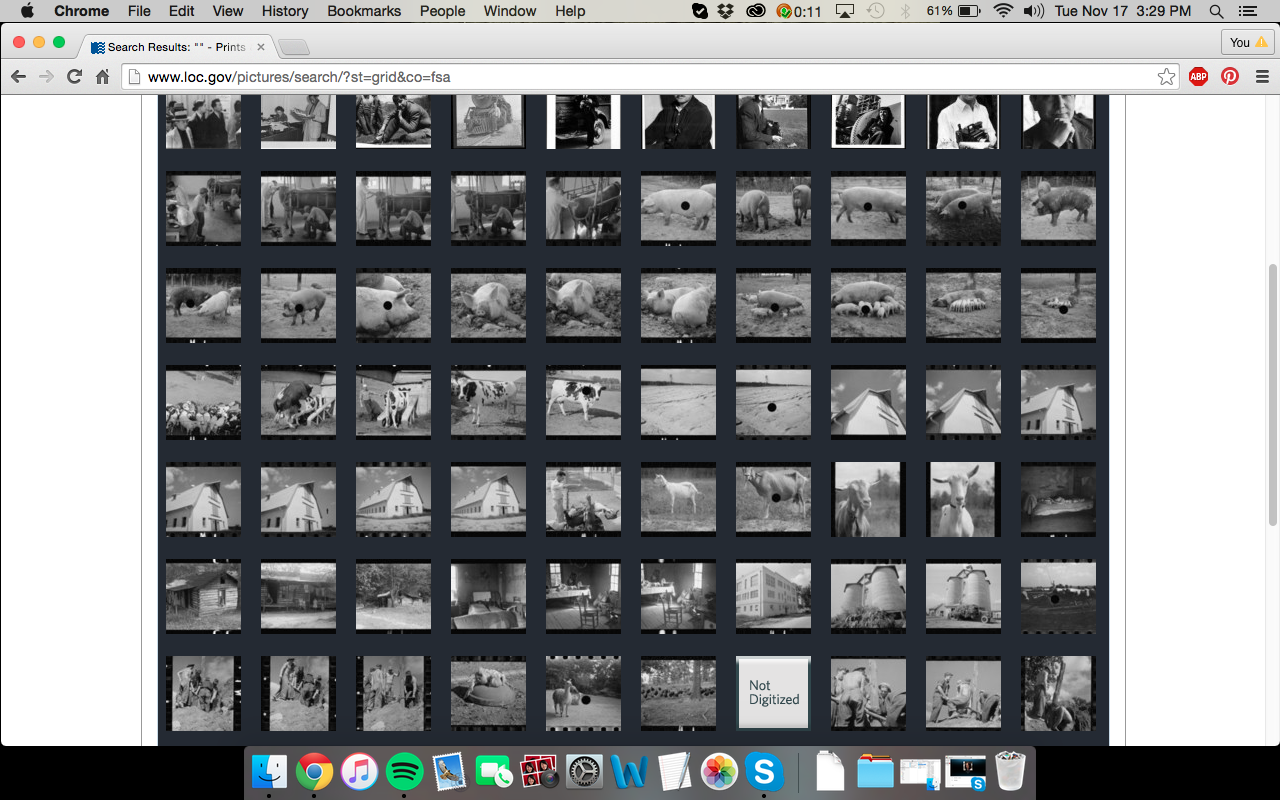 Chrome File Edit View History Bookmarks People Window Help 0:11 61% Tue Nov 17 3:29 PM
Search Results: "" - Prints
You
www.loc.gov/pictures/search/?st=grid&co=fsa
ABP
Not
Digitized